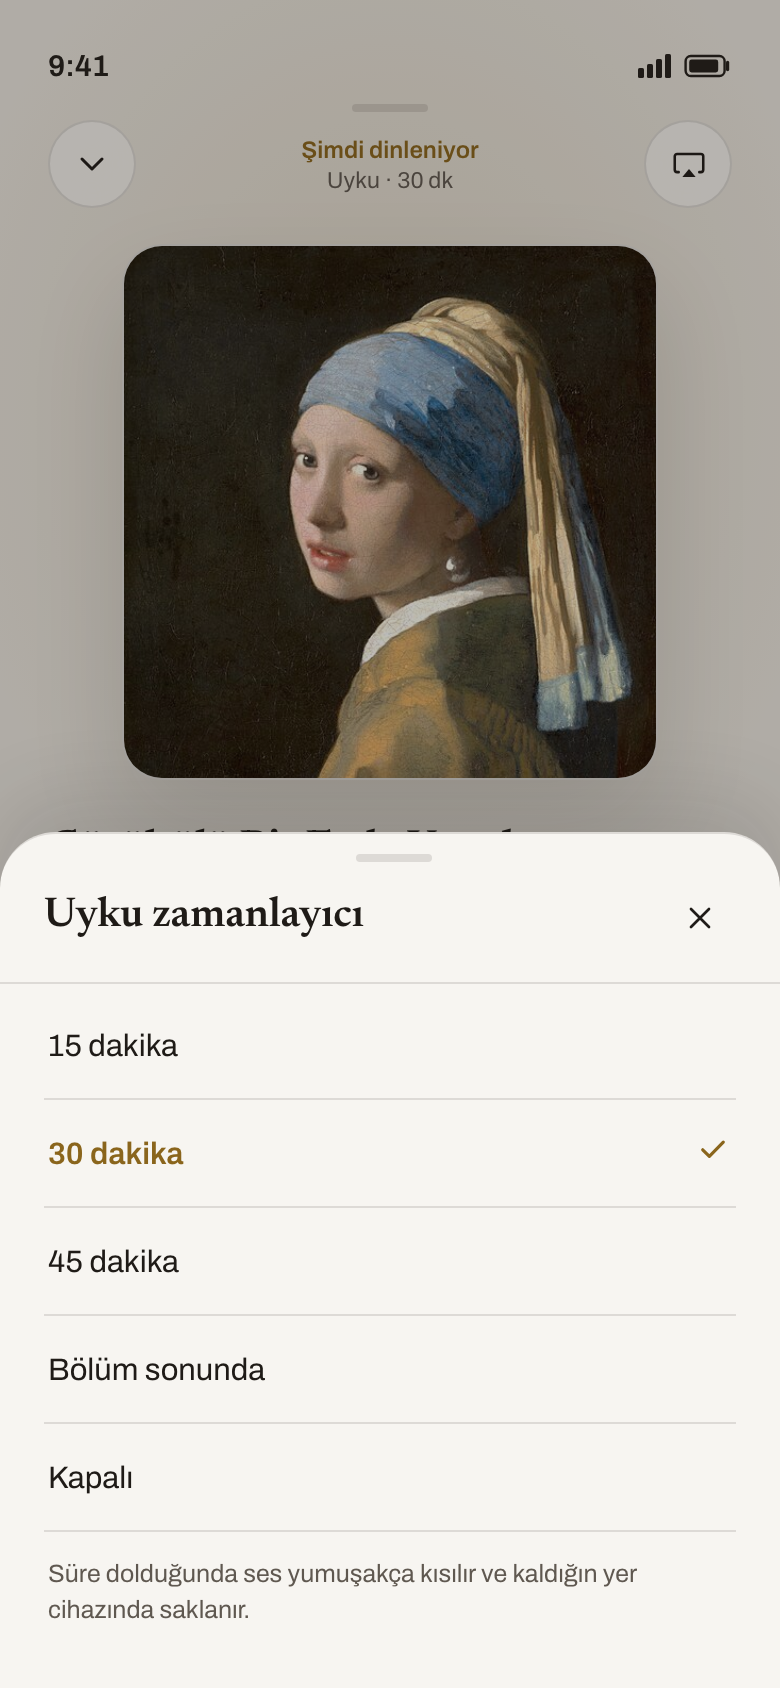 9:41
Şimdi dinleniyor
Uyku · 30 dk
Uyku zamanlayıcı
15 dakika
30 dakika
45 dakika
Bölüm sonunda
Kapalı
Süre dolduğunda ses yumuşakça kısılır ve kaldığın yer
cihazında saklanır.